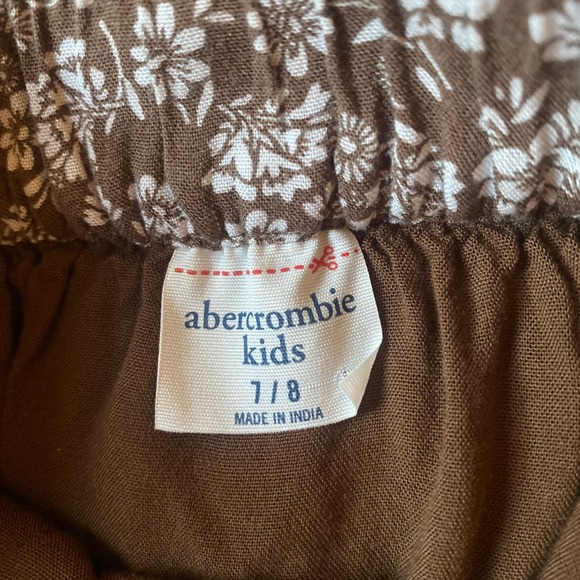 abercrombie
kids
7/8
MADE IN INDIA